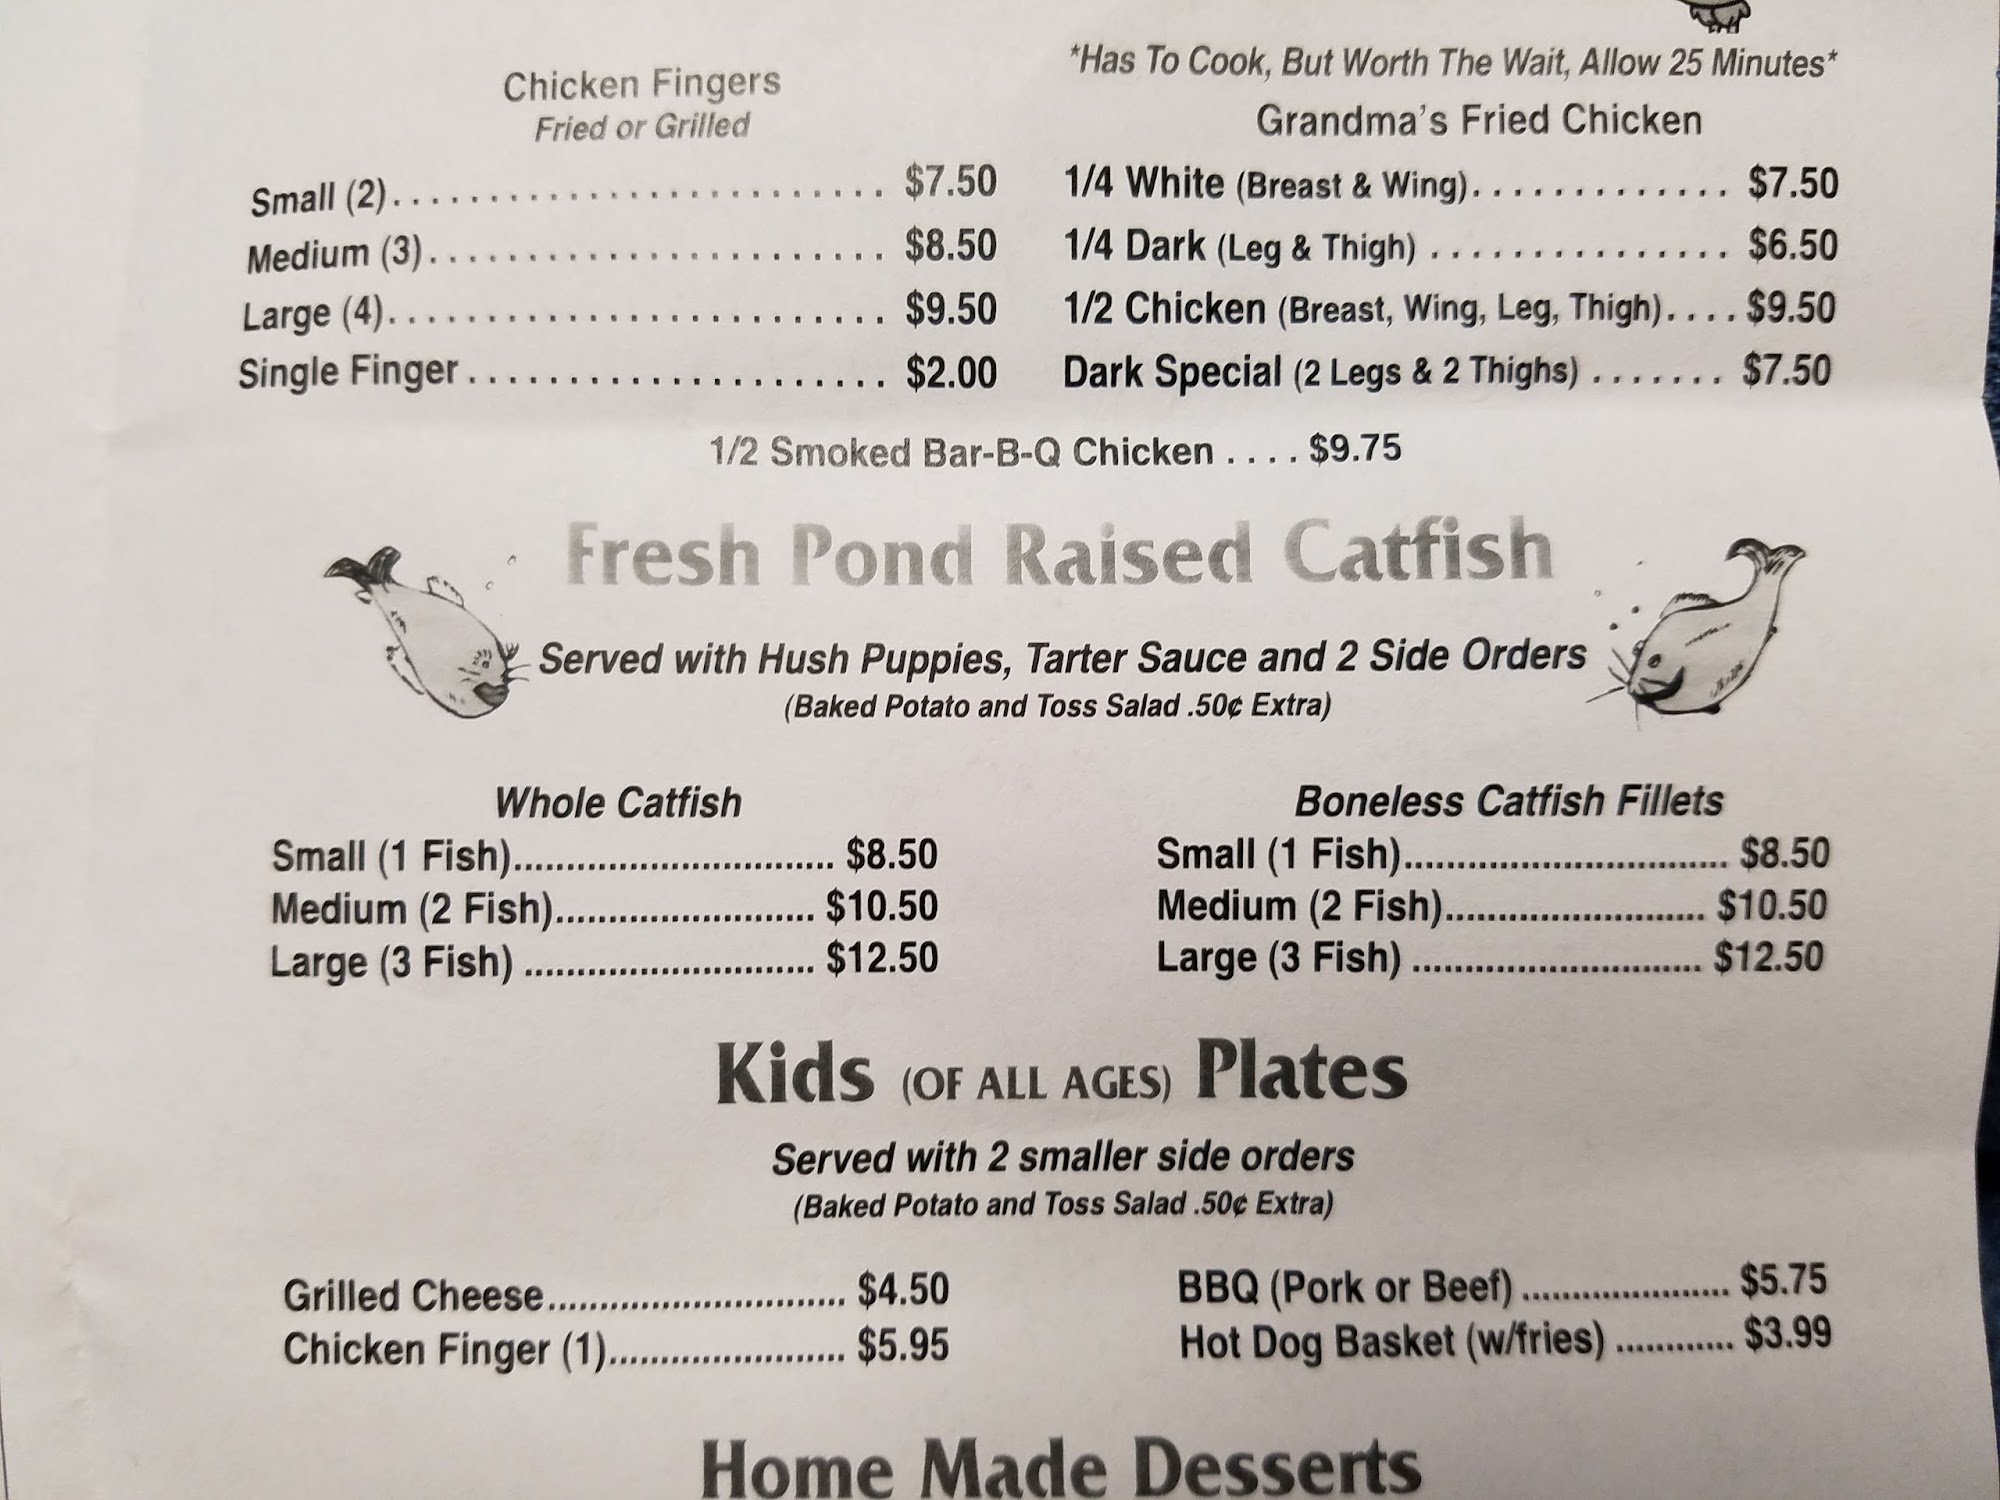 Chicken Fingers
Fried or Grilled
Small (2)........................ $7.50
Medium (3)........................ $8.50
Large (4)......................... $9.50
Single Finger..................... $2.00
*Has To Cook, But Worth The Wait, Allow 25 Minutes*
Grandma's Fried Chicken
1/4 White (Breast & Wing)............. $7.50
1/4 Dark (Leg & Thigh) ............... $6.50
1/2 Chicken (Breast, Wing, Leg, Thigh).... $9.50
Dark Special (2 Legs & 2 Thighs) ....... $7.50
1/2 Smoked Bar-B-Q Chicken .... $9.75
Fresh Pond Raised Catfish
Served with Hush Puppies, Tarter Sauce and 2 Side Orders
(Baked Potato and Toss Salad .50¢ Extra)
Whole Catfish
Small (1 Fish)............................... $8.50
Medium (2 Fish)......................... $10.50
Large (3 Fish) ............................ $12.50
Boneless Catfish Fillets
Small (1 Fish)............................... $8.50
Medium (2 Fish)......................... $10.50
Large (3 Fish) ............................ $12.50
Kids (OF ALL AGES) Plates
Served with 2 smaller side orders
(Baked Potato and Toss Salad .50¢ Extra)
Grilled Cheese............................. $4.50
Chicken Finger (1)....................... $5.95
BBQ (Pork or Beef) .................... $5.75
Hot Dog Basket (w/fries) ............ $3.99
Home Made Desserts